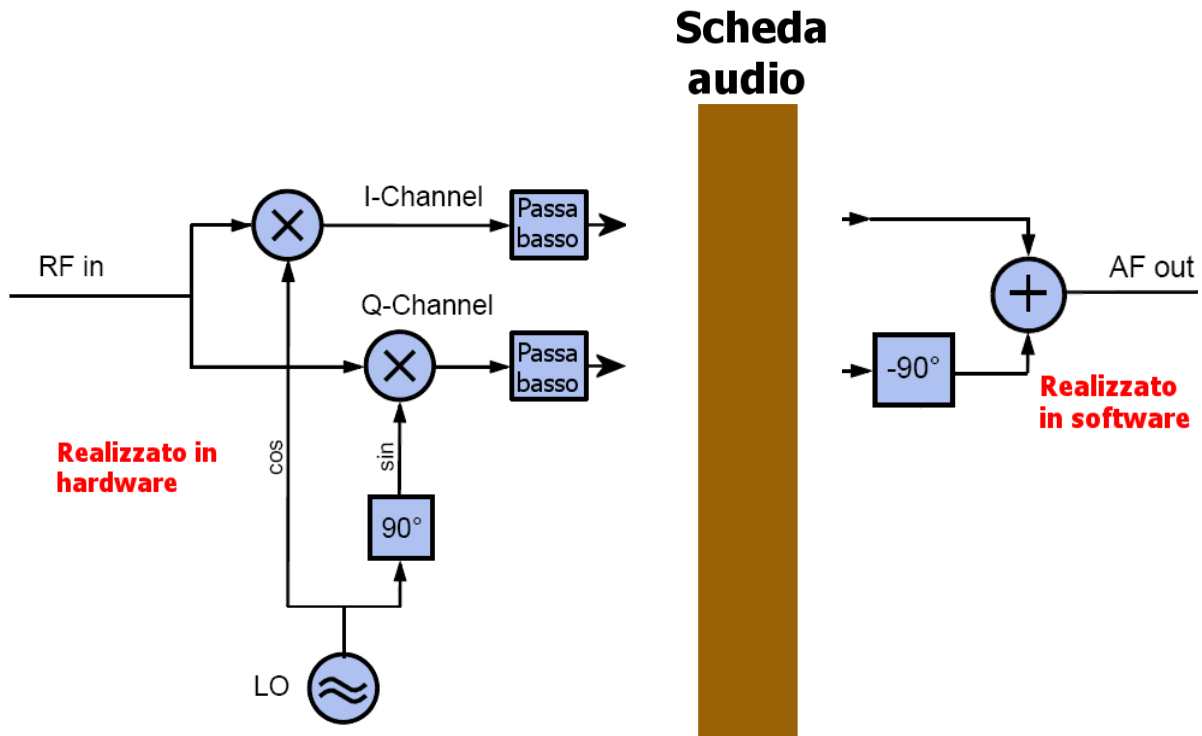 Scheda
audio
I-Channel
Passa
basso
RF in
AF out
Q-Channel
Passa
basso
-90°
Realizzato
in software
Realizzato in
hardware
cos
sin
90°
LO